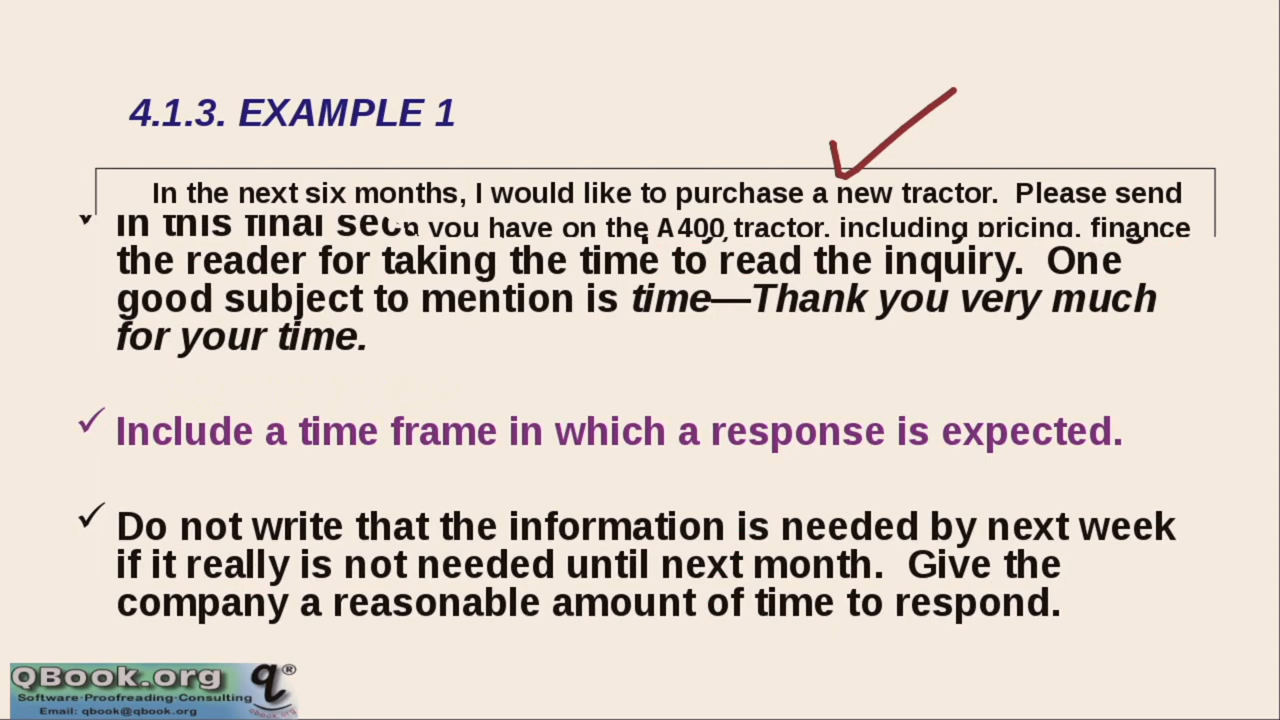 4.1.3. EXAMPLE 1
In the next six months, I would like to purchase a new tractor. Please send
In this final
you have on the A400 tractor, including pricing, finance
the reader for taking the time to read the inquiry. One
good subject to mention is time—Thank you very much
for your time.
✓ Include a time frame in which a response is expected.
✓ Do not write that the information is needed by next week
if it really is not needed until next month. Give the
company a reasonable amount of time to respond.
QBook.org q®
Software·Proofreading·Consulting
Email: qbook@qbook.org qbook.org